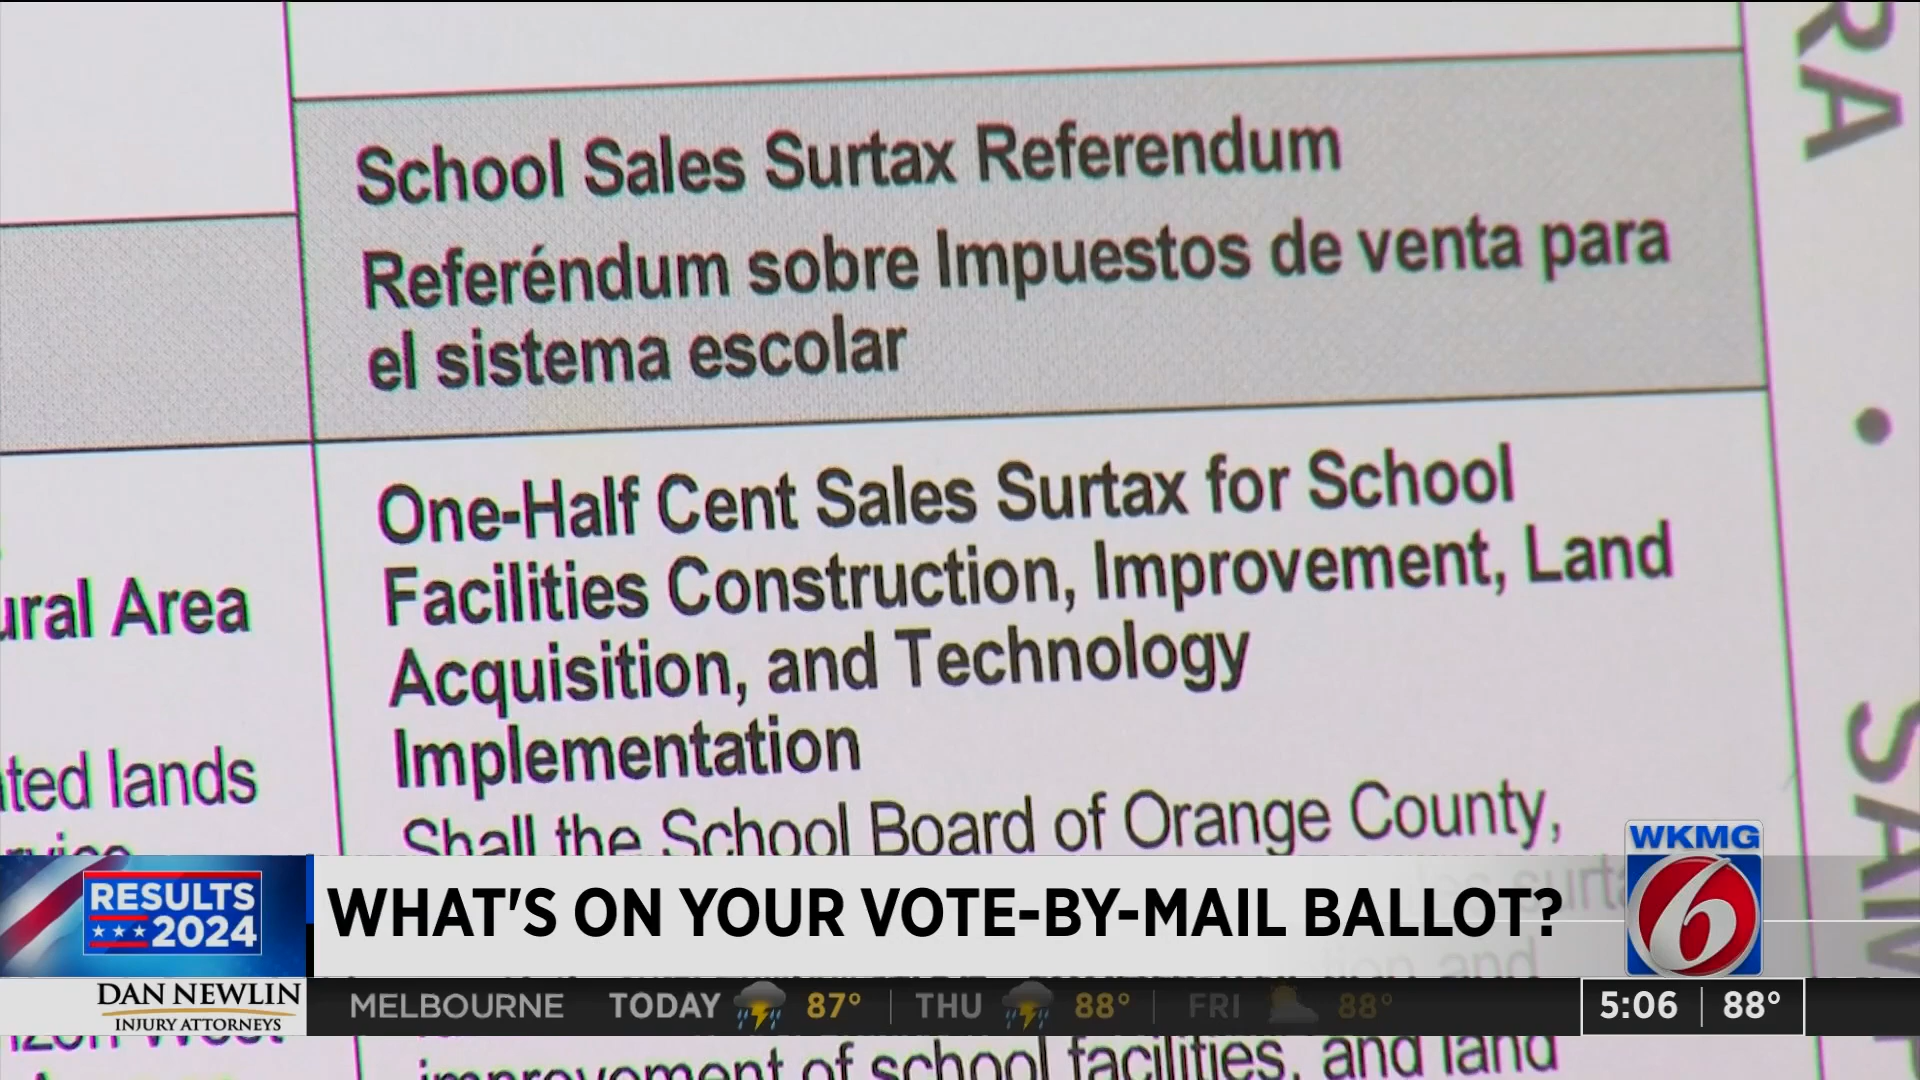 School Sales Surtax Referendum
Referéndum sobre Impuestos de venta para
el sistema escolar
One-Half Cent Sales Surtax for School
Facilities Construction, Improvement, Land
Acquisition, and Technology
Implementation
Shall the School Board of Orange County,
improvement of school facilities, and land
Area
lands
RA
•
WKMG
6
RESULTS
2024
WHAT'S ON YOUR VOTE-BY-MAIL BALLOT?
DAN NEWLIN
INJURY ATTORNEYS
MELBOURNE TODAY 87° THU 88° FRI 88°
5:06 88°